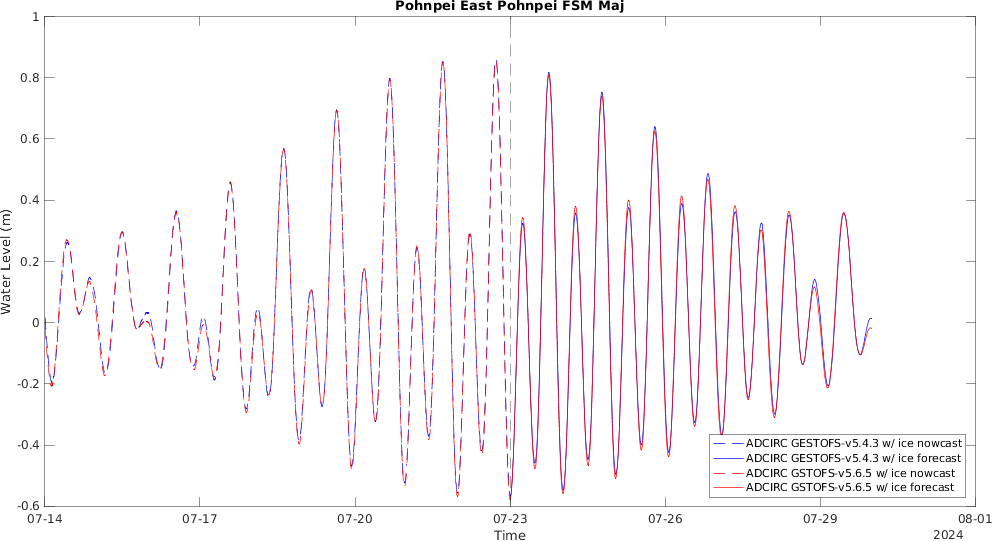 Pohnpei East Pohnpei FSM Maj
1
0.8
0.6
0.4
0.2
0
-0.2
-0.4
-0.6
Water Level (m)
07-14
07-17
07-20
07-23
07-26
07-29
08-01
Time
2024
ADCIRC GESTOFS-v5.4.3 w/ ice nowcast
ADCIRC GESTOFS-v5.4.3 w/ ice forecast
ADCIRC GSTOFS-v5.6.5 w/ ice nowcast
ADCIRC GSTOFS-v5.6.5 w/ ice forecast